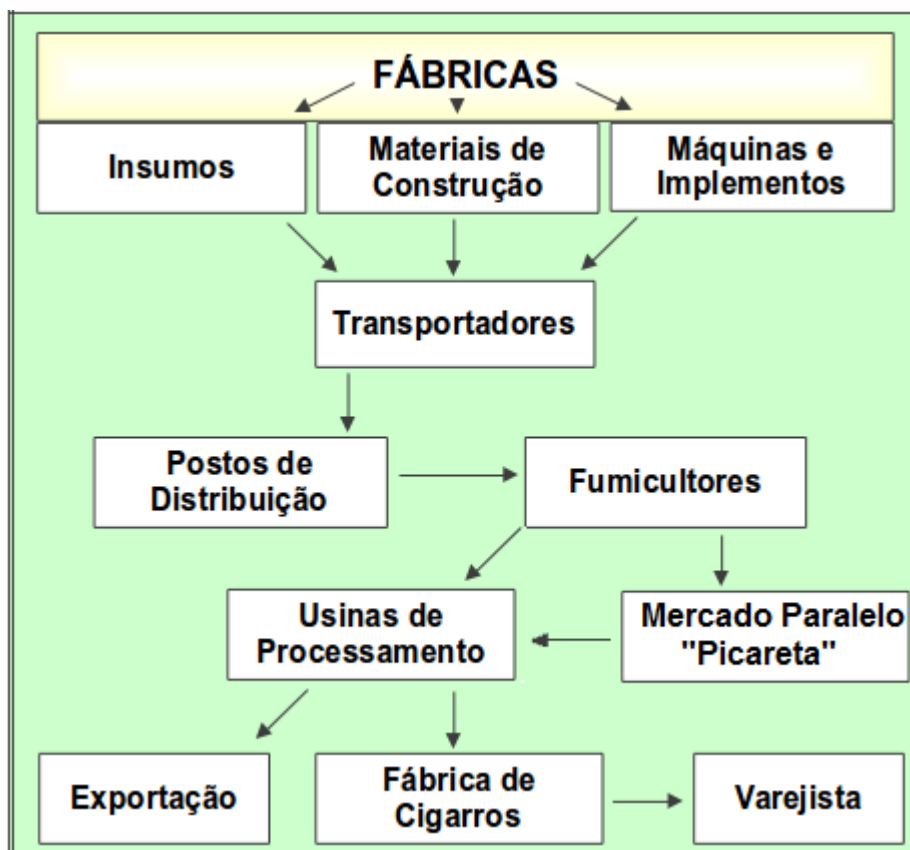 FÁBRICAS
Insumos
Materiais de
Construção
Máquinas e
Implementos
Transportadores
Postos de
Distribuição
Fumicultores
Usinas de
Processamento
Mercado Paralelo
"Picareta"
Exportação
Fábrica de
Cigarros
Varejista